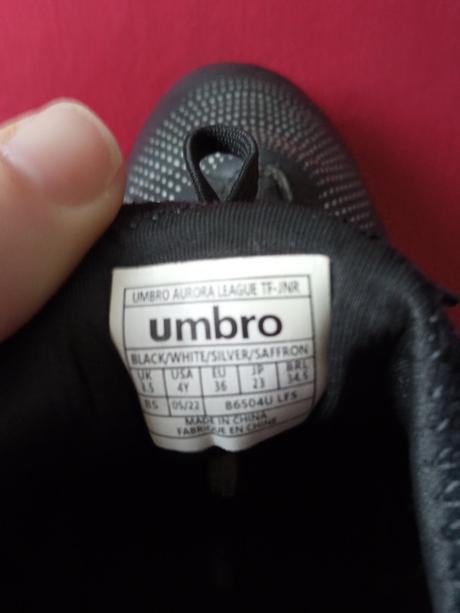 UMBRO AURORA LEAGUE TF-JNR
umbro
BLACK/WHITE/SILVER/SAFFRON
UK USA EU JP BRL
3.5 4Y 36 23 34.5
BS 05/22 86504U LFS
MADE IN CHINA
FABRIQUE EN CHINE